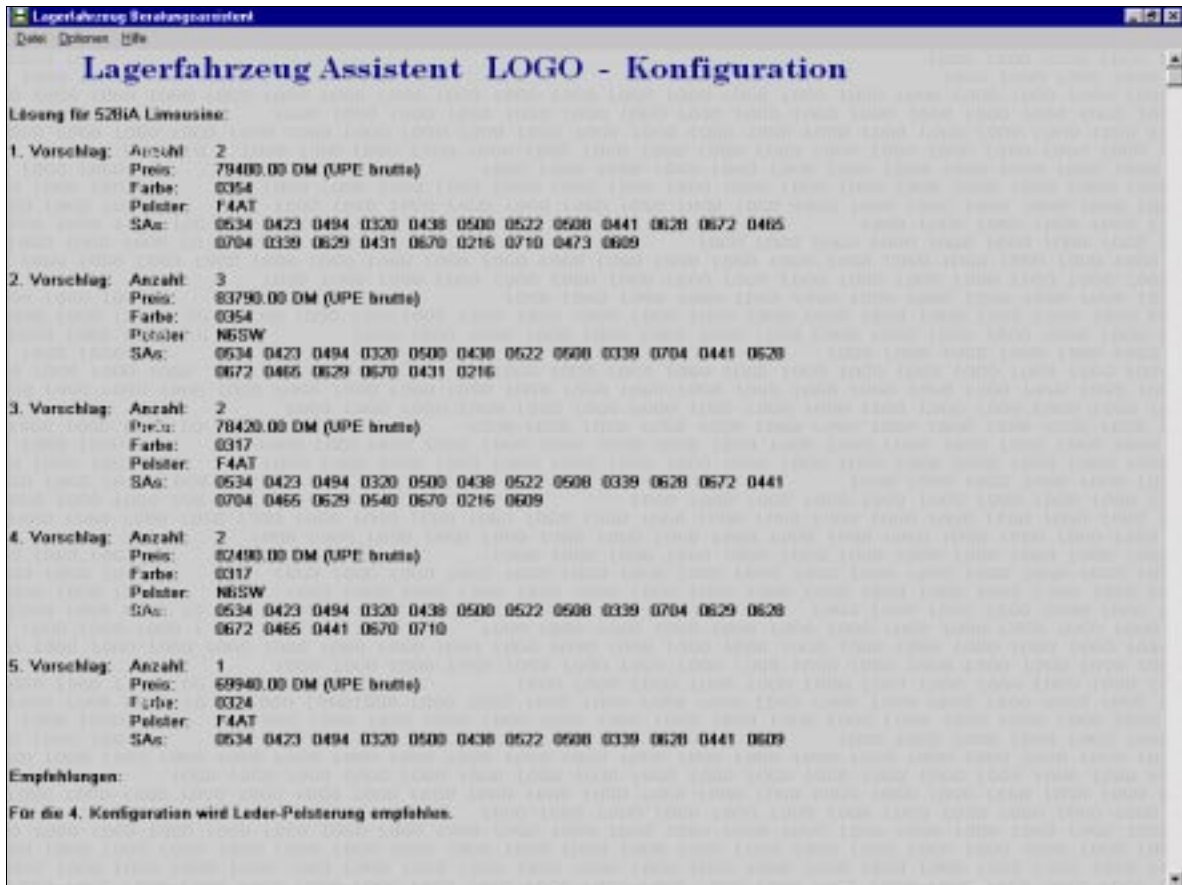 Lagerfahrzeug Beratungsassistent
Datei Optionen Hilfe
Lagerfahrzeug Assistent LOGO - Konfiguration
Lösung für 528iA Limousine:
1. Vorschlag: Anzahl: 2
Preis: 79480.00 DM (UPE brutto)
Farbe: 0354
Polster: F4AT
SAs: 0534 0423 0494 0320 0438 0500 0522 0508 0441 0628 0672 0465
0704 0339 0629 0431 0670 0216 0710 0473 0609
2. Vorschlag: Anzahl: 3
Preis: 83790.00 DM (UPE brutto)
Farbe: 0354
Polster: N6SW
SAs: 0534 0423 0494 0320 0500 0438 0522 0508 0339 0704 0441 0628
0672 0465 0629 0670 0431 0216
3. Vorschlag: Anzahl: 2
Preis: 78420.00 DM (UPE brutto)
Farbe: 0317
Polster: F4AT
SAs: 0534 0423 0494 0320 0500 0438 0522 0508 0339 0628 0672 0441
0704 0465 0629 0540 0670 0216 0609
4. Vorschlag: Anzahl: 2
Preis: 82490.00 DM (UPE brutto)
Farbe: 0317
Polster: N6SW
SAs: 0534 0423 0494 0320 0438 0500 0522 0508 0339 0704 0629 0628
0672 0465 0441 0670 0710
5. Vorschlag: Anzahl: 1
Preis: 69940.00 DM (UPE brutto)
Farbe: 0324
Polster: F4AT
SAs: 0534 0423 0494 0320 0500 0438 0522 0508 0339 0628 0441 0609
Empfehlungen:
Für die 4. Konfiguration wird Leder-Polsterung empfohlen.